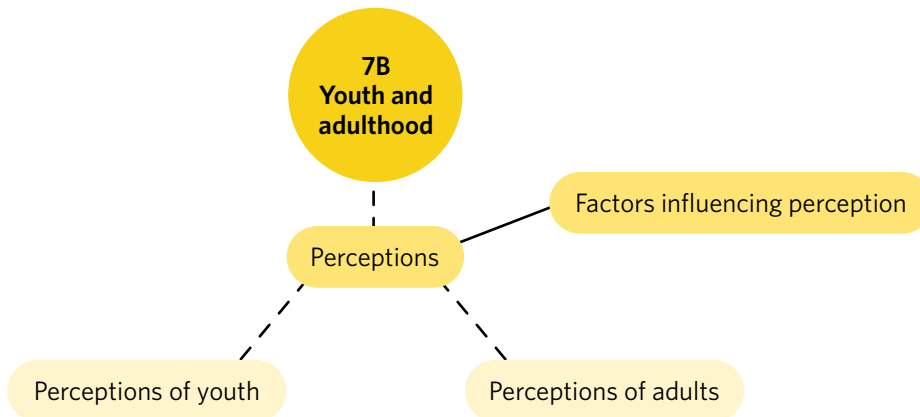 7B
Youth and
adulthood
Factors influencing perception
Perceptions
Perceptions of youth
Perceptions of adults